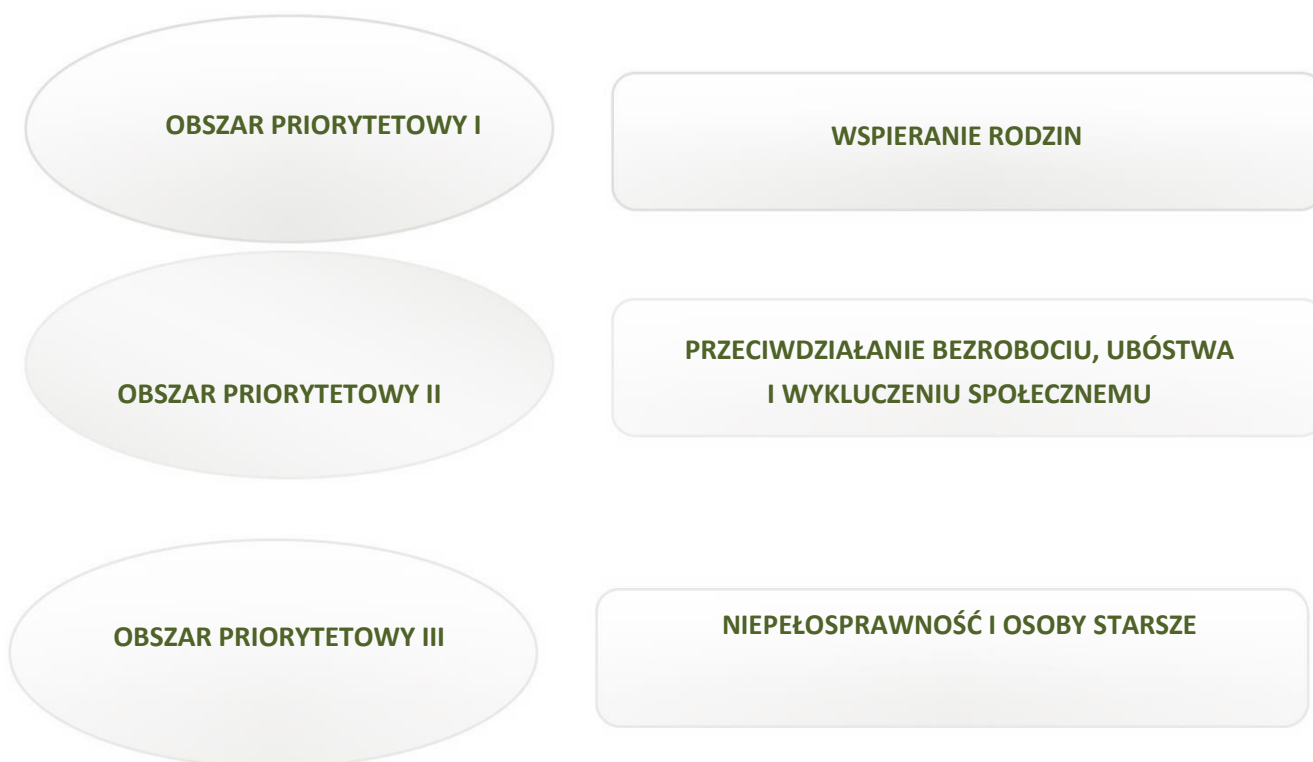 OBSZAR PRIORYTETOWY I
WSPIERANIE RODZIN
OBSZAR PRIORYTETOWY II
PRZECIWDZIAŁANIE BEZROBOCIU, UBÓSTWA
I WYKLUCZENIU SPOŁECZNEMU
OBSZAR PRIORYTETOWY III
NIEPEŁOSPRAWNOŚĆ I OSOBY STARSZE